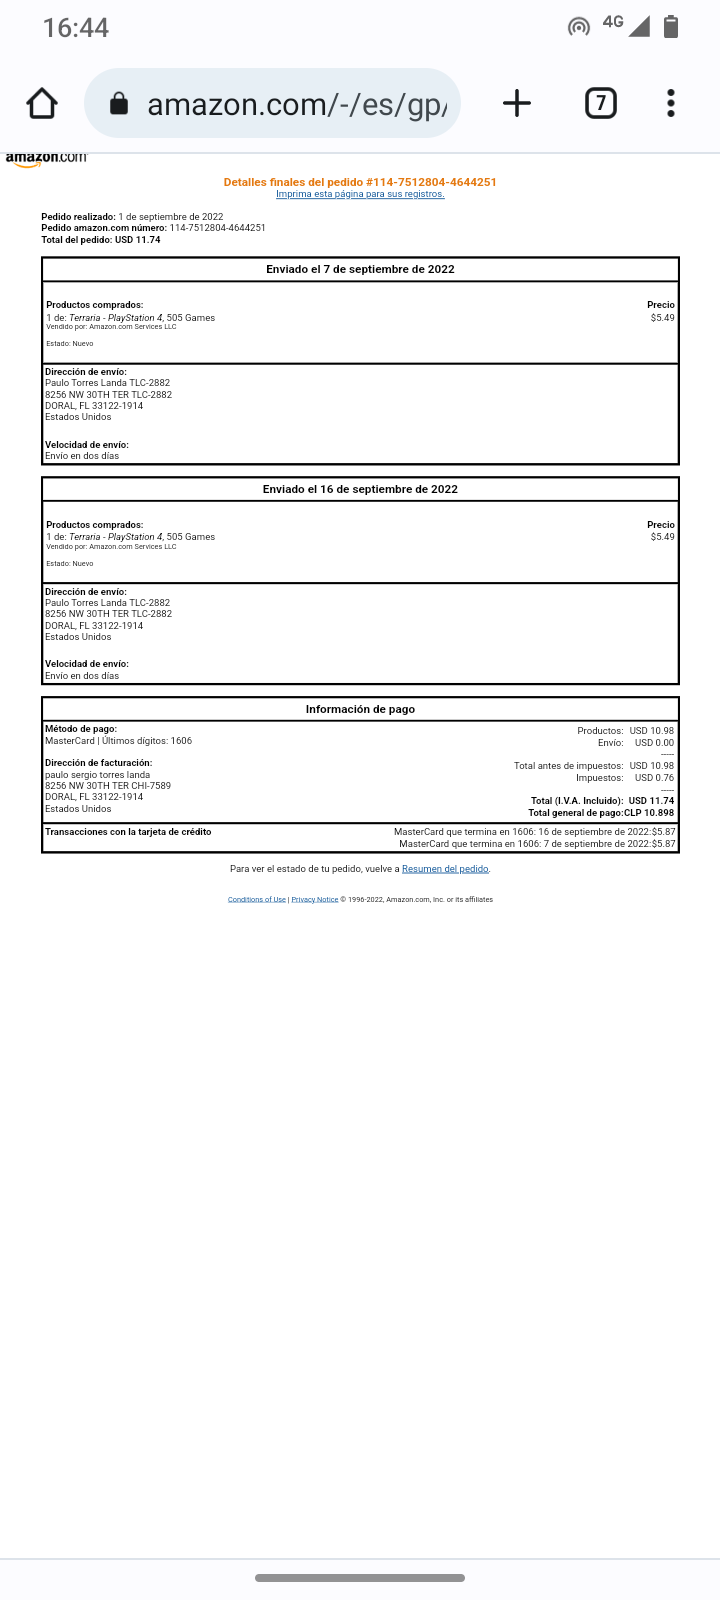 16:44
4G
amazon.com/-/es/gp/
7
amazon.com
Detalles finales del pedido #114-7512804-4644251
Imprima esta página para sus registros.
Pedido realizado: 1 de septiembre de 2022
Pedido amazon.com número: 114-7512804-4644251
Total del pedido: USD 11.74
Enviado el 7 de septiembre de 2022
Productos comprados: Precio
1 de: Terraria - PlayStation 4, 505 Games $5.49
Vendido por: Amazon.com Services LLC
Estado: Nuevo
Dirección de envío:
Paulo Torres Landa TLC-2882
8256 NW 30TH TER TLC-2882
DORAL, FL 33122-1914
Estados Unidos
Velocidad de envío:
Envío en dos días
Enviado el 16 de septiembre de 2022
Productos comprados: Precio
1 de: Terraria - PlayStation 4, 505 Games $5.49
Vendido por: Amazon.com Services LLC
Estado: Nuevo
Dirección de envío:
Paulo Torres Landa TLC-2882
8256 NW 30TH TER TLC-2882
DORAL, FL 33122-1914
Estados Unidos
Velocidad de envío:
Envío en dos días
Información de pago
Método de pago:
MasterCard | Últimos dígitos: 1606
Dirección de facturación:
paulo sergio torres landa
8256 NW 30TH TER CHI-7589
DORAL, FL 33122-1914
Estados Unidos
Productos: USD 10.98
Envío: USD 0.00
-----
Total antes de impuestos: USD 10.98
Impuestos: USD 0.76
-----
Total (I.V.A. Incluido): USD 11.74
Total general de pago:CLP 10.898
Transacciones con la tarjeta de crédito MasterCard que termina en 1606: 16 de septiembre de 2022:$5.87
MasterCard que termina en 1606: 7 de septiembre de 2022:$5.87
Para ver el estado de tu pedido, vuelve a Resumen del pedido.
Conditions of Use | Privacy Notice © 1996-2022, Amazon.com, Inc. or its affiliates